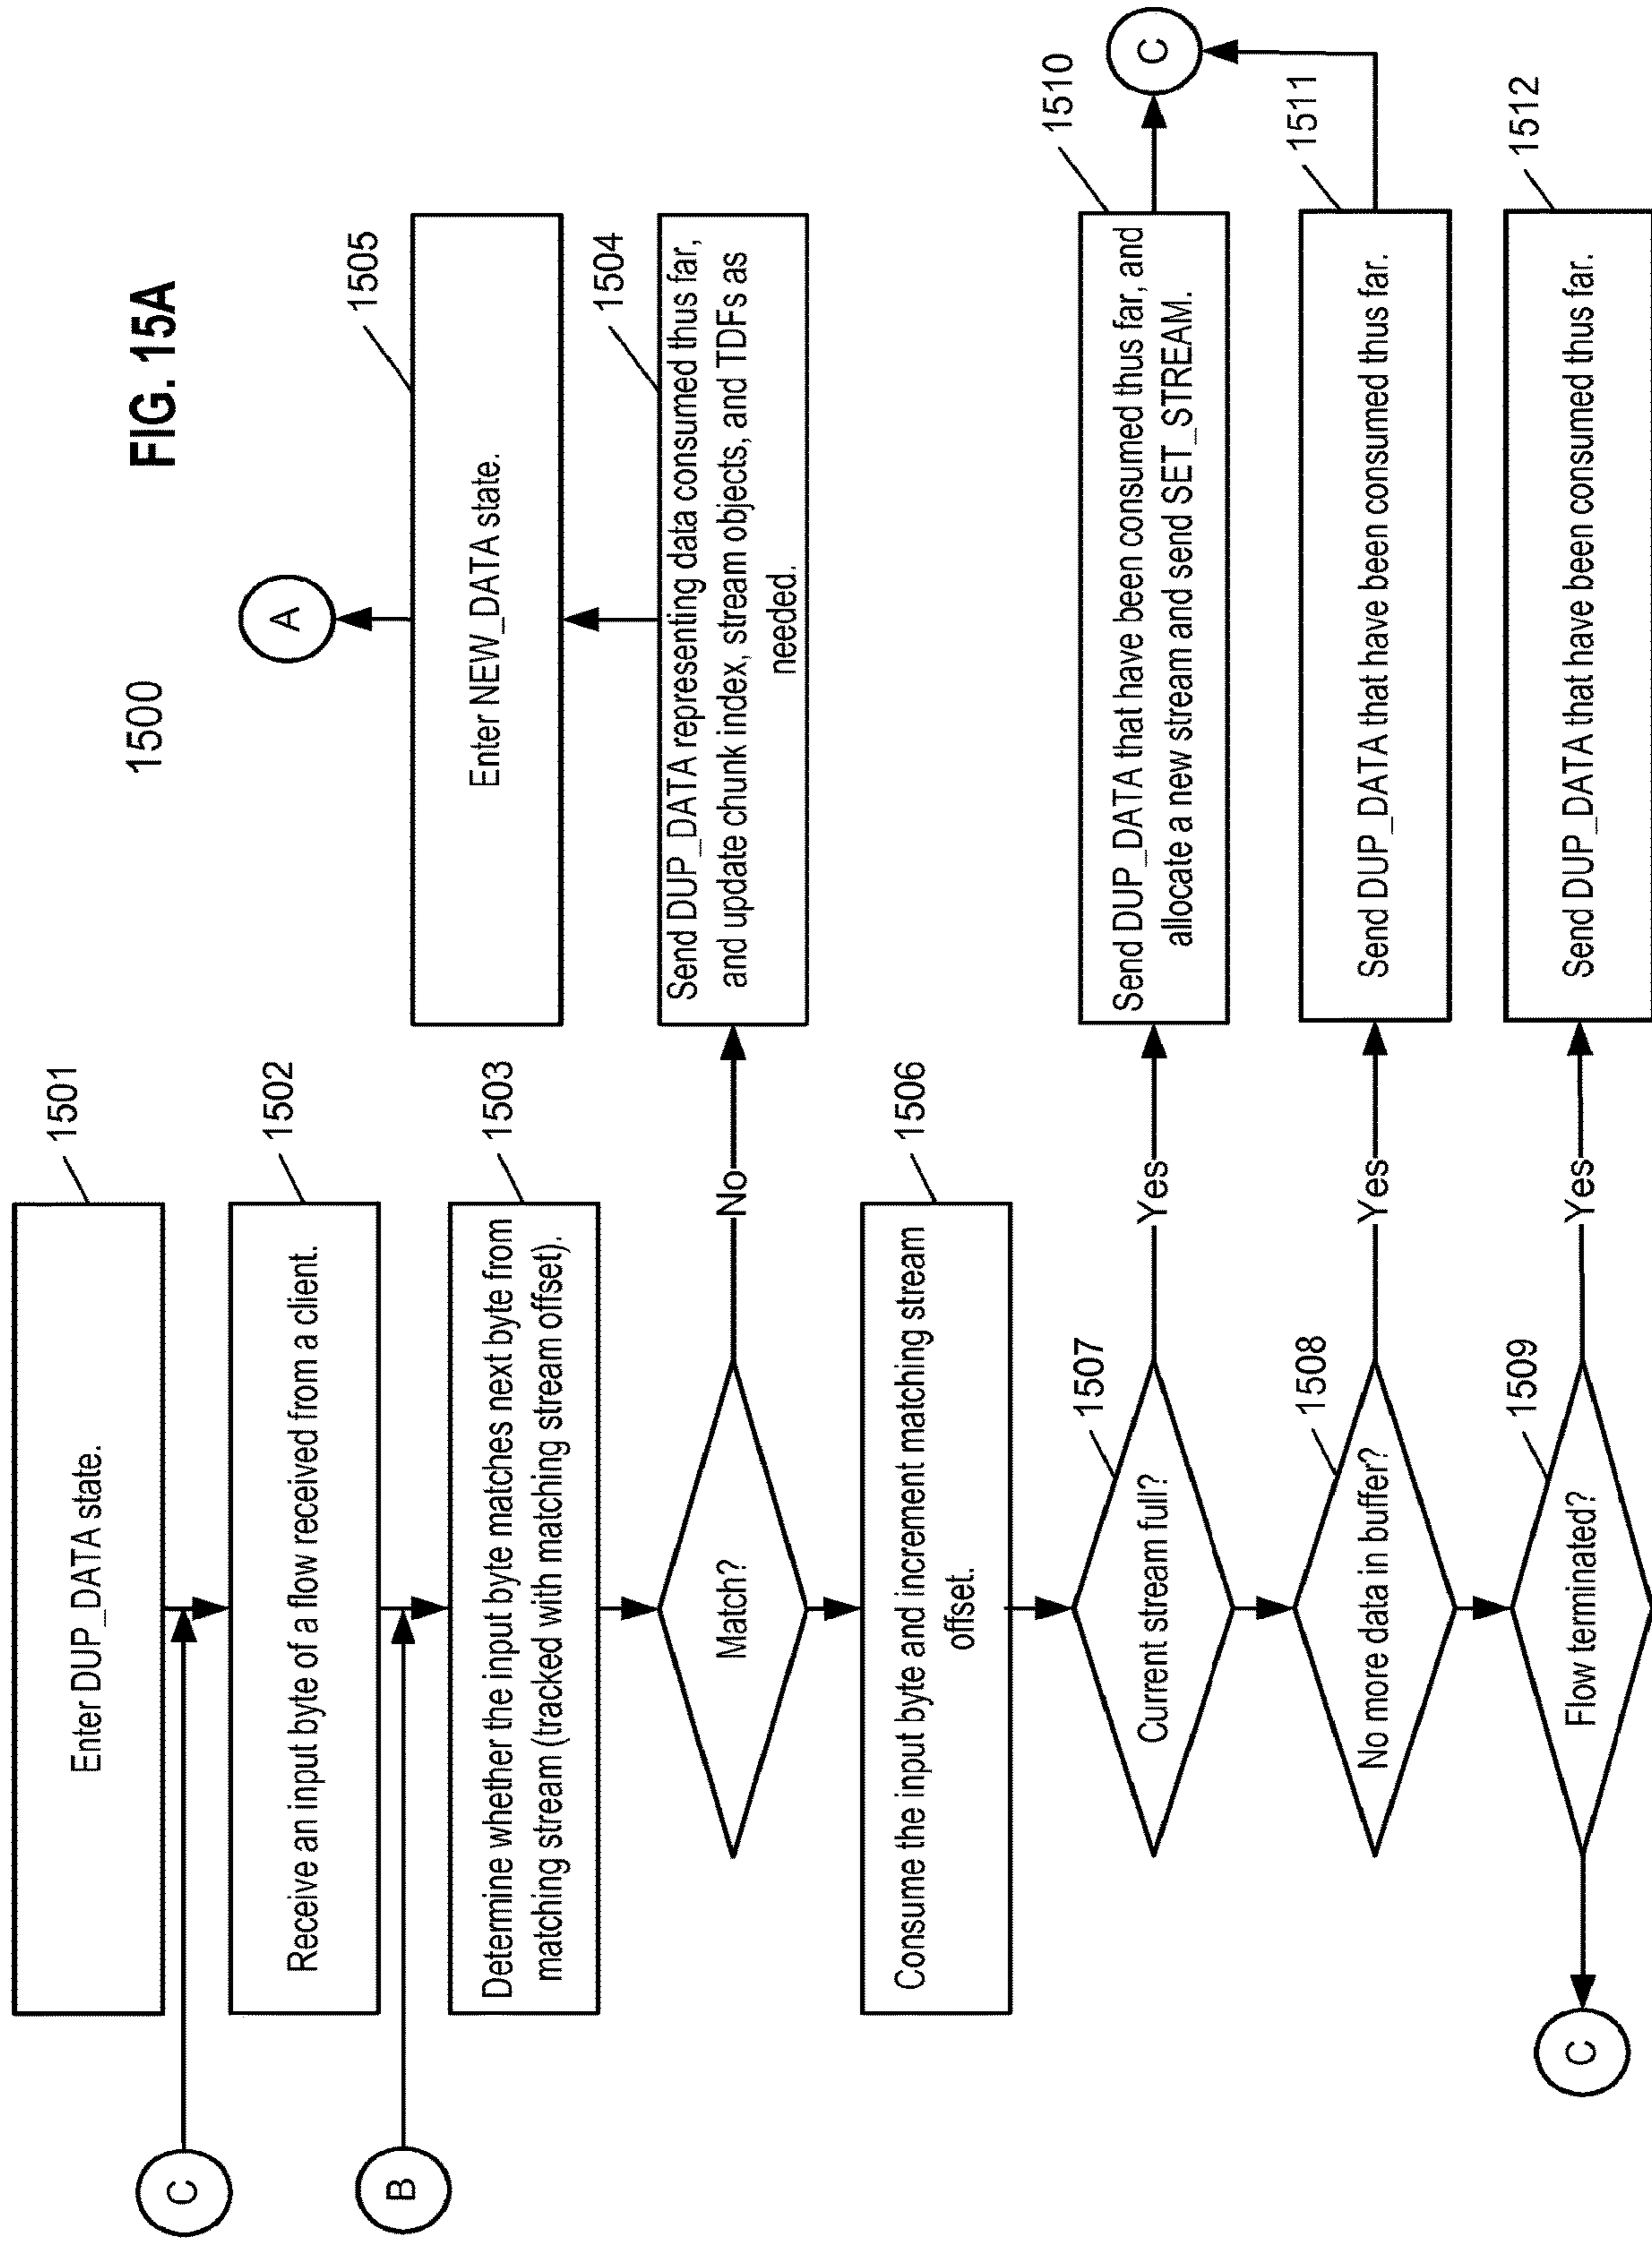 1500
FIG. 15A
Enter DUP_DATA state.
1501
C
Receive an input byte of a flow received from a client.
1502
B
Determine whether the input byte matches next byte from
matching stream (tracked with matching stream offset).
1503
Match?
No
Send DUP_DATA representing data consumed thus far,
and update chunk index, stream objects, and TDFs as
needed.
1504
Enter NEW_DATA state.
1505
A
Consume the input byte and increment matching stream
offset.
1506
Current stream full?
1507
Yes
Send DUP_DATA that have been consumed thus far, and
allocate a new stream and send SET_STREAM.
1510
C
No more data in buffer?
1508
Yes
Send DUP_DATA that have been consumed thus far.
1511
Flow terminated?
1509
Yes
Send DUP_DATA that have been consumed thus far.
1512
C